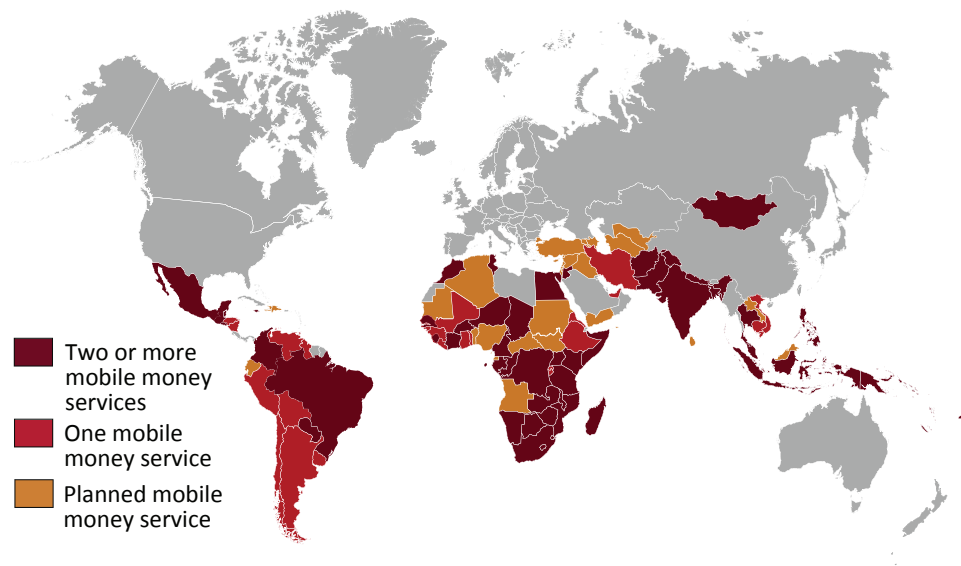 Two or more
mobile money
services
One mobile
money service
Planned mobile
money service